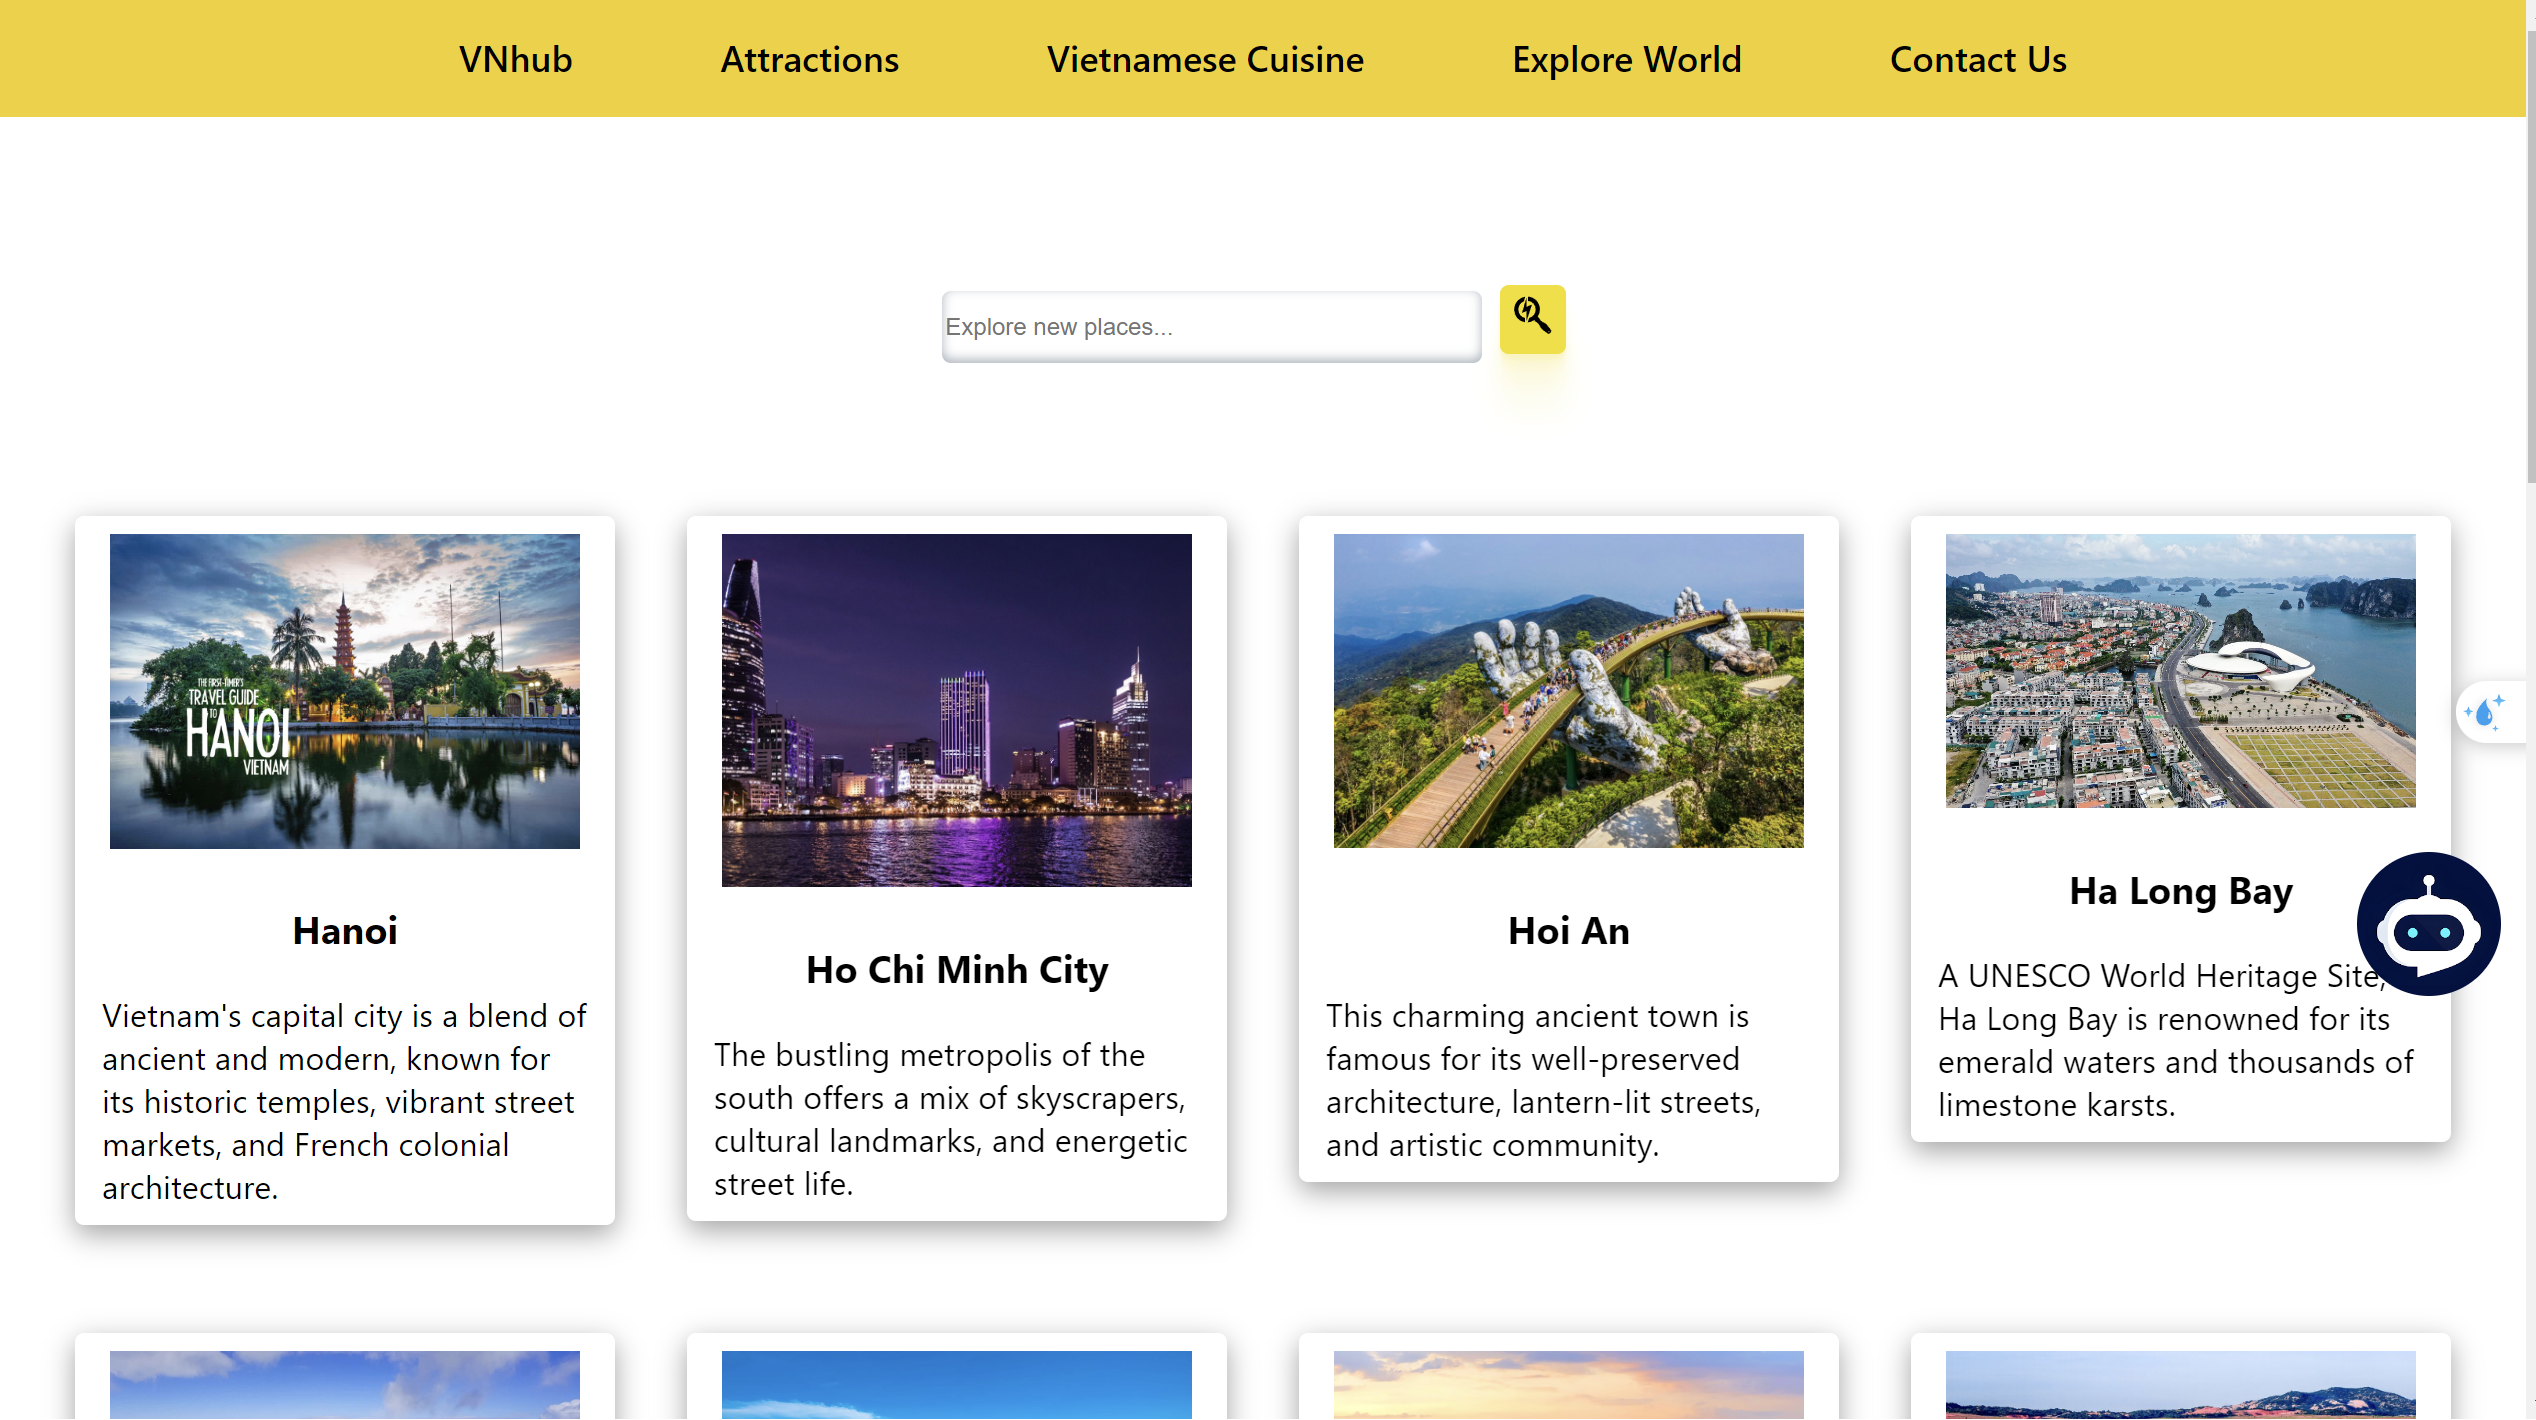 VNhub
Attractions
Vietnamese Cuisine
Explore World
Contact Us
Explore new places...
THE FIRST-TIMER'S
TRAVEL GUIDE
TO
HANOI
VIETNAM
Hanoi
Vietnam's capital city is a blend of
ancient and modern, known for
its historic temples, vibrant street
markets, and French colonial
architecture.
Ho Chi Minh City
The bustling metropolis of the
south offers a mix of skyscrapers,
cultural landmarks, and energetic
street life.
Hoi An
This charming ancient town is
famous for its well-preserved
architecture, lantern-lit streets,
and artistic community.
Ha Long Bay
A UNESCO World Heritage Site,
Ha Long Bay is renowned for its
emerald waters and thousands of
limestone karsts.